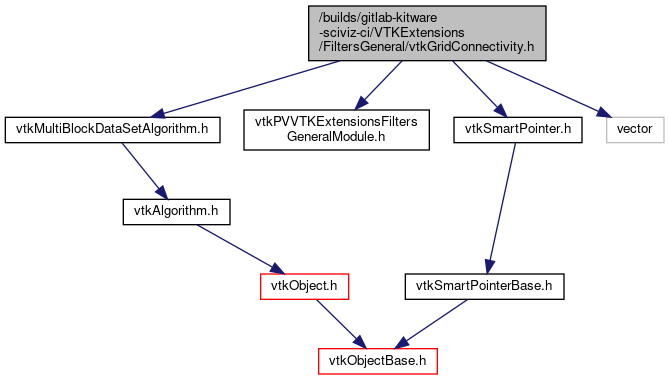 /builds/gitlab-kitware
-sciviz-ci/VTKExtensions
/FiltersGeneral/vtkGridConnectivity.h
vtkMultiBlockDataSetAlgorithm.h
vtkPVVTKExtensionsFilters
GeneralModule.h
vtkSmartPointer.h
vector
vtkAlgorithm.h
vtkObject.h
vtkSmartPointerBase.h
vtkObjectBase.h